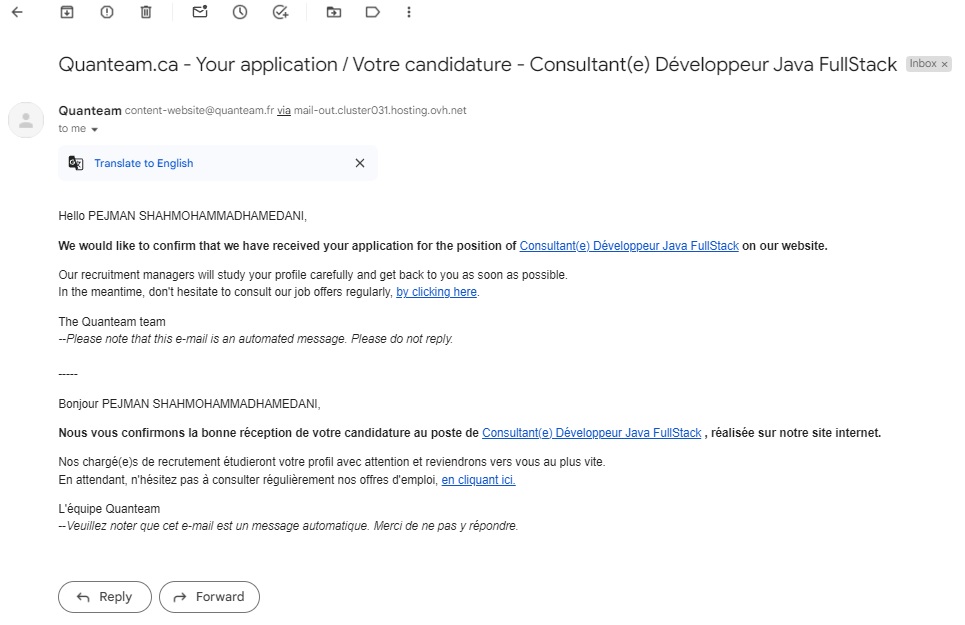 Quanteam.ca - Your application / Votre candidature - Consultant(e) Développeur Java FullStack Inbox ×
Quanteam content-website@quanteam.fr via mail-out.cluster031.hosting.ovh.net
to me
Translate to English
Hello PEJMAN SHAHMOHAMMADHAMEDANI,
We would like to confirm that we have received your application for the position of Consultant(e) Développeur Java FullStack on our website.
Our recruitment managers will study your profile carefully and get back to you as soon as possible.
In the meantime, don't hesitate to consult our job offers regularly, by clicking here.
The Quanteam team
--Please note that this e-mail is an automated message. Please do not reply.
-----
Bonjour PEJMAN SHAHMOHAMMADHAMEDANI,
Nous vous confirmons la bonne réception de votre candidature au poste de Consultant(e) Développeur Java FullStack , réalisée sur notre site internet.
Nos chargé(e)s de recrutement étudieront votre profil avec attention et reviendrons vers vous au plus vite.
En attendant, n'hésitez pas à consulter régulièrement nos offres d'emploi, en cliquant ici.
L'équipe Quanteam
--Veuillez noter que cet e-mail est un message automatique. Merci de ne pas y répondre.
Reply Forward